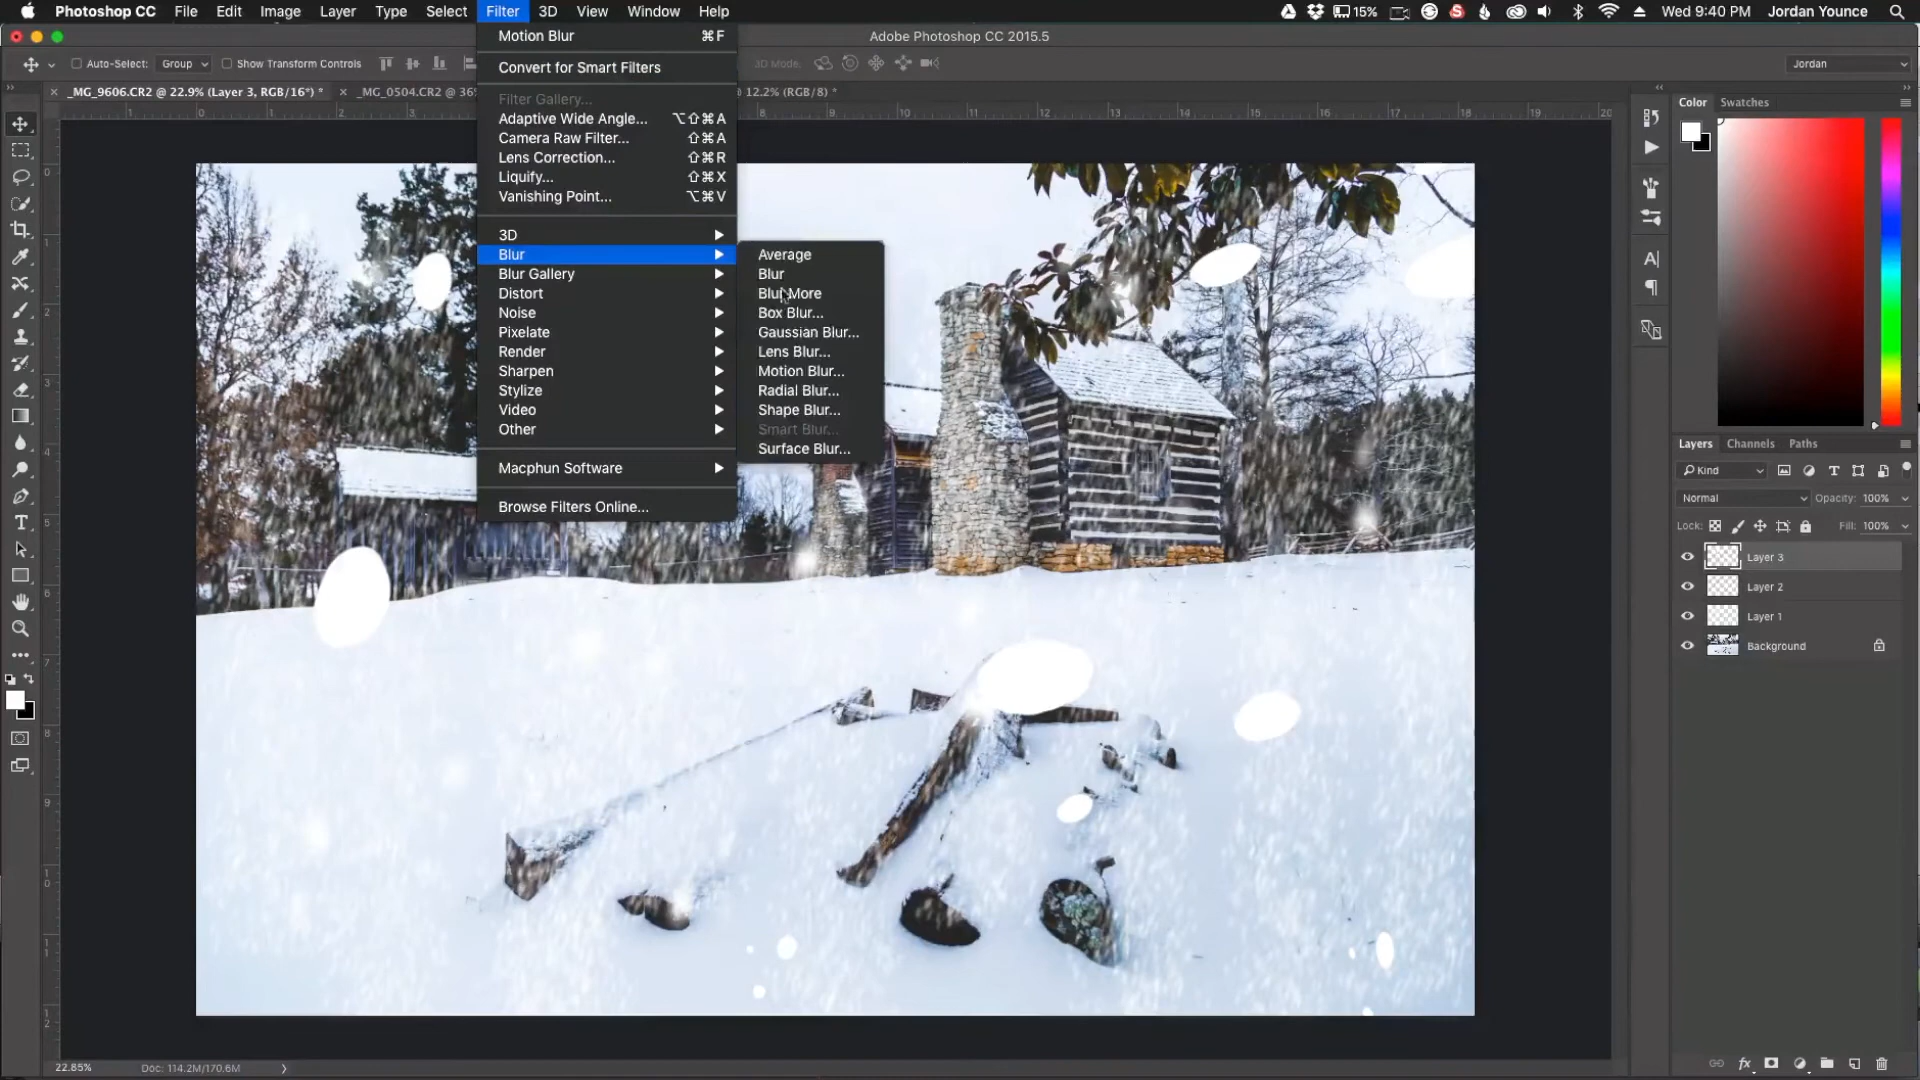 Photoshop CC File Edit Image Layer Type Select Filter 3D View Window Help 15% Wed 9:40 PM Jordan Younce
Adobe Photoshop CC 2015.5
Auto-Select: Group Show Transform Controls 3D Mode: Jordan
_MG_9606.CR2 @ 22.9% (Layer 3, RGB/16*) * _MG_0504.CR2 @ 12.2% (RGB/8) *
Motion Blur ⌘F
Convert for Smart Filters
Filter Gallery...
Adaptive Wide Angle... ⌥⇧⌘A
Camera Raw Filter... ⇧⌘A
Lens Correction... ⇧⌘R
Liquify... ⇧⌘X
Vanishing Point... ⌥⌘V
3D
Blur
Blur Gallery
Distort
Noise
Pixelate
Render
Sharpen
Stylize
Video
Other
Macphun Software
Browse Filters Online...
Average
Blur
Blur More
Box Blur...
Gaussian Blur...
Lens Blur...
Motion Blur...
Radial Blur...
Shape Blur...
Smart Blur...
Surface Blur...
Color Swatches
Layers Channels Paths
Kind
Normal Opacity: 100%
Lock: Fill: 100%
Layer 3
Layer 2
Layer 1
Background
22.85% Doc: 114.2M/170.6M